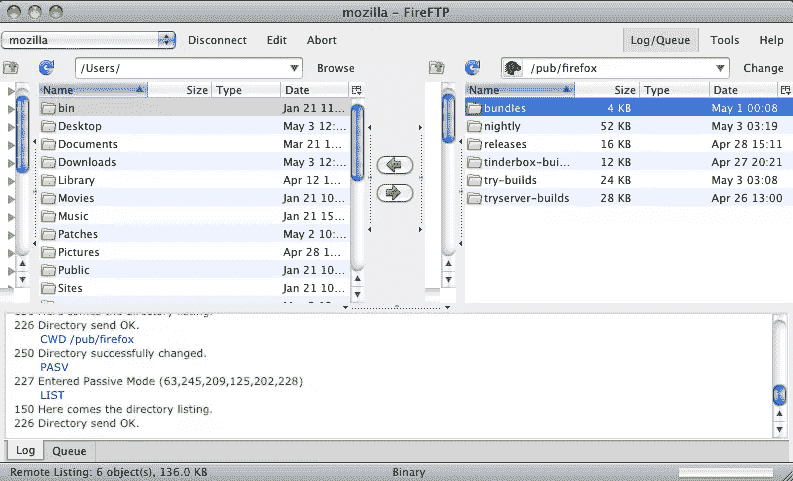 mozilla - FireFTP
mozilla Disconnect Edit Abort Log/Queue Tools Help
/Users/ Browse /pub/firefox Change
Name Size Type Date Name Size Type Date
bin Jan 21 11... bundles 4 KB May 1 00:08
Desktop May 3 12:... nightly 52 KB May 3 03:19
Documents Mar 21 1... releases 16 KB Apr 28 15:11
Downloads May 3 12:... tinderbox-bui... 12 KB Apr 27 20:21
Library Apr 12 1... try-builds 24 KB May 3 03:08
Movies Jan 21 10... tryserver-builds 28 KB Apr 26 13:00
Music Jan 21 15...
Patches May 2 10:...
Pictures Apr 28 1...
Public Jan 21 10...
Sites Jan 21 10...
Here comes the directory listing.
226 Directory send OK.
CWD /pub/firefox
250 Directory successfully changed.
PASV
227 Entered Passive Mode (63,245,209,125,202,228)
LIST
150 Here comes the directory listing.
226 Directory send OK.
Log Queue
Remote Listing: 6 object(s), 136.0 KB Binary